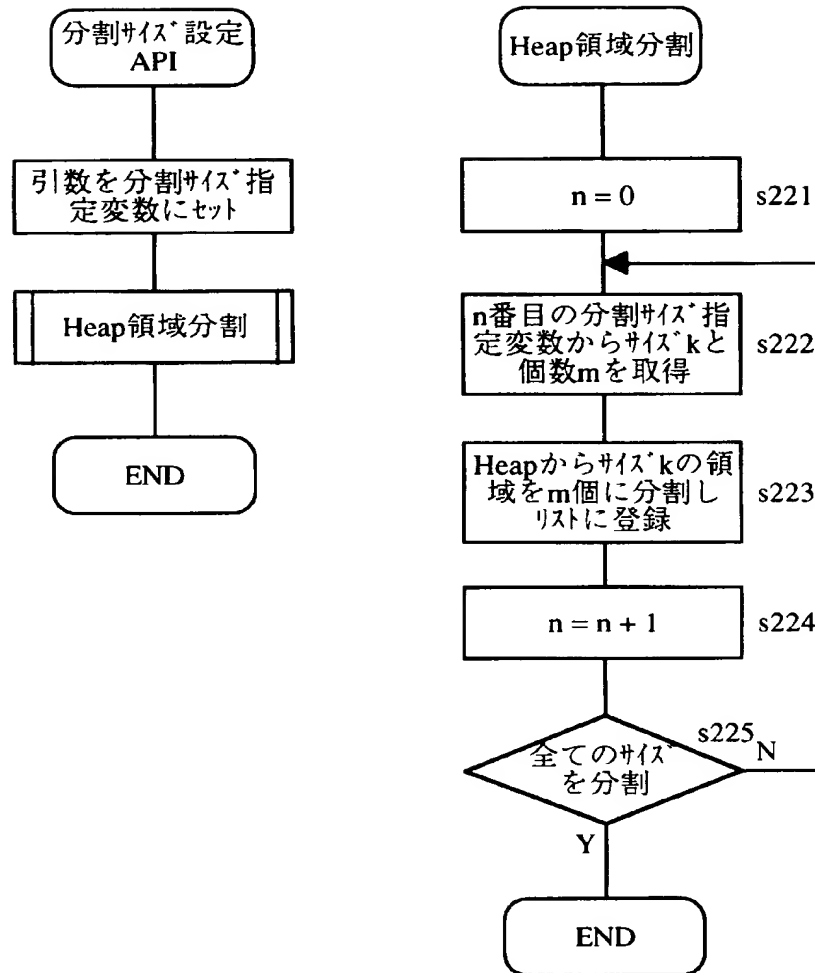 分割サイズ設定
API
引数を分割サイズ指
定変数にセット
Heap領域分割
END
Heap領域分割
n = 0
s221
n番目の分割サイズ指
定変数からサイズkと
個数mを取得
s222
Heapからサイズkの領
域をm個に分割し
リストに登録
s223
n = n + 1
s224
全てのサイズ
を分割
s225
N
Y
END